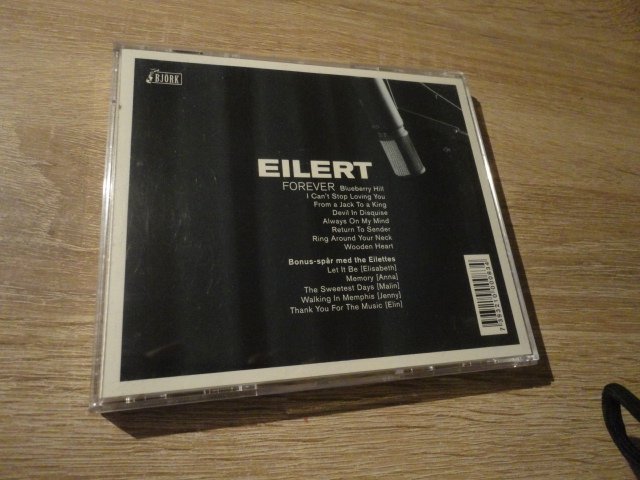 BJÖRK
EILERT
FOREVER Blueberry Hill
I Can't Stop Loving You
From a Jack To a King
Devil In Disquise
Always On My Mind
Return To Sender
Ring Around Your Neck
Wooden Heart
Bonus-spår med the Eilettes
Let It Be [Elisabeth]
Memory [Anna]
The Sweetest Days [Malin]
Walking In Memphis [Jenny]
Thank You For The Music [Elin]